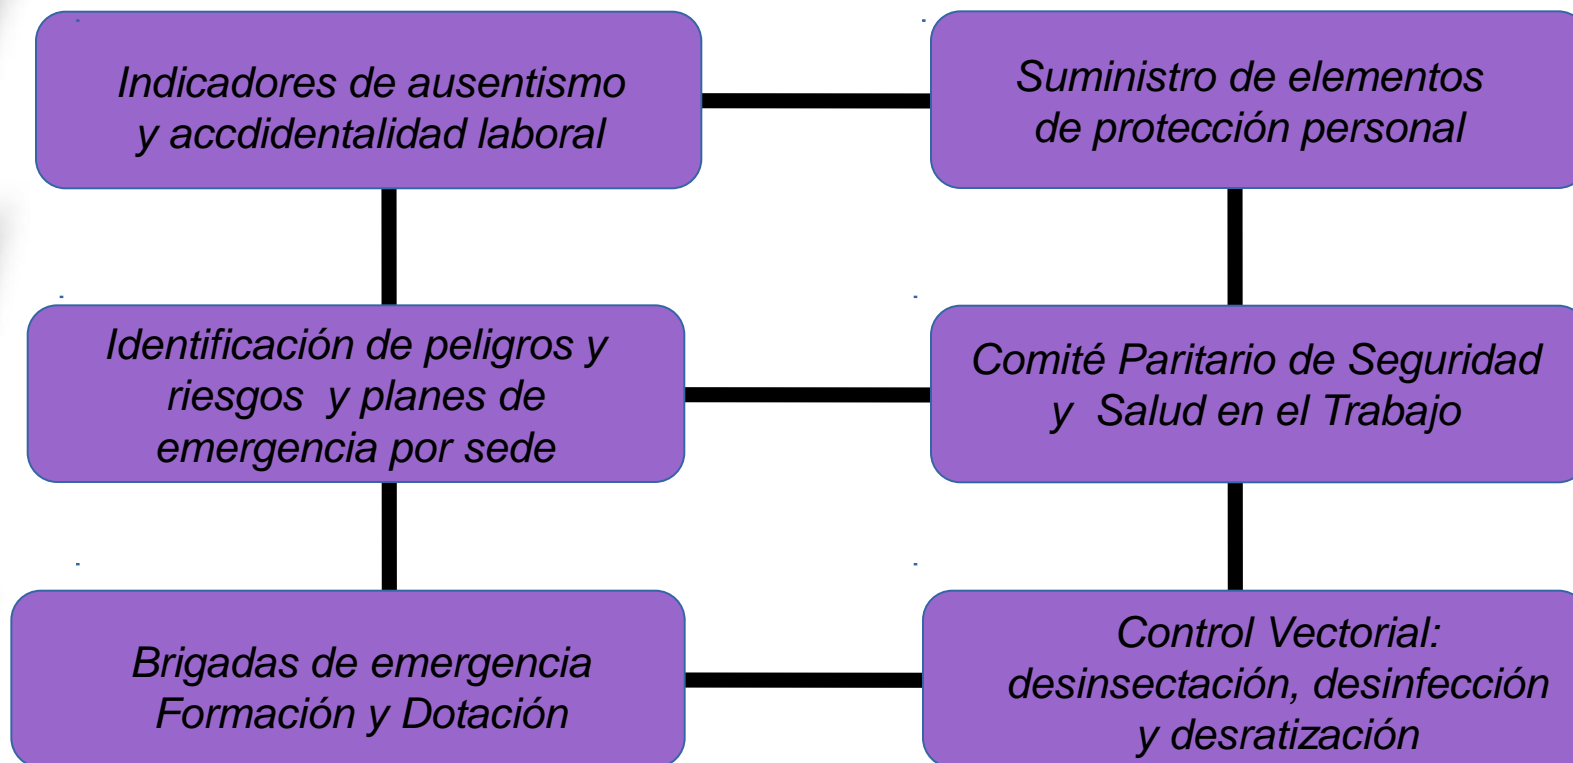 Indicadores de ausentismo
y accdidentalidad laboral
Suministro de elementos
de protección personal
Identificación de peligros y
riesgos y planes de
emergencia por sede
Comité Paritario de Seguridad
y Salud en el Trabajo
Brigadas de emergencia
Formación y Dotación
Control Vectorial:
desinsectación, desinfección
y desratización